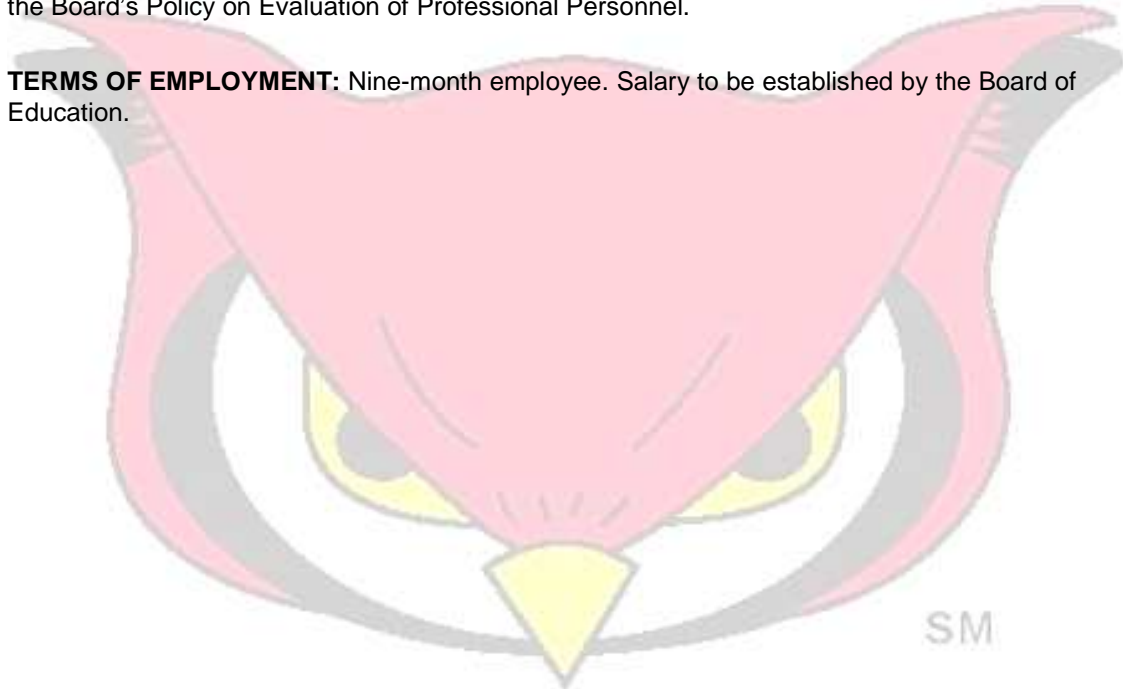 the Board’s Policy on Evaluation of Professional Personnel.
TERMS OF EMPLOYMENT: Nine-month employee. Salary to be established by the Board of
Education.
SM